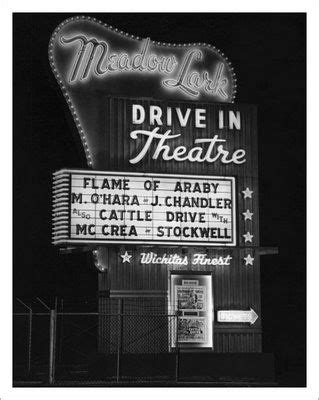 Meadow Lark
DRIVE IN
Theatre
FLAME OF ARABY
M. O'HARA - J. CHANDLER
ALSO CATTLE DRIVE WITH
MC CREA - STOCKWELL
Wichitas Finest